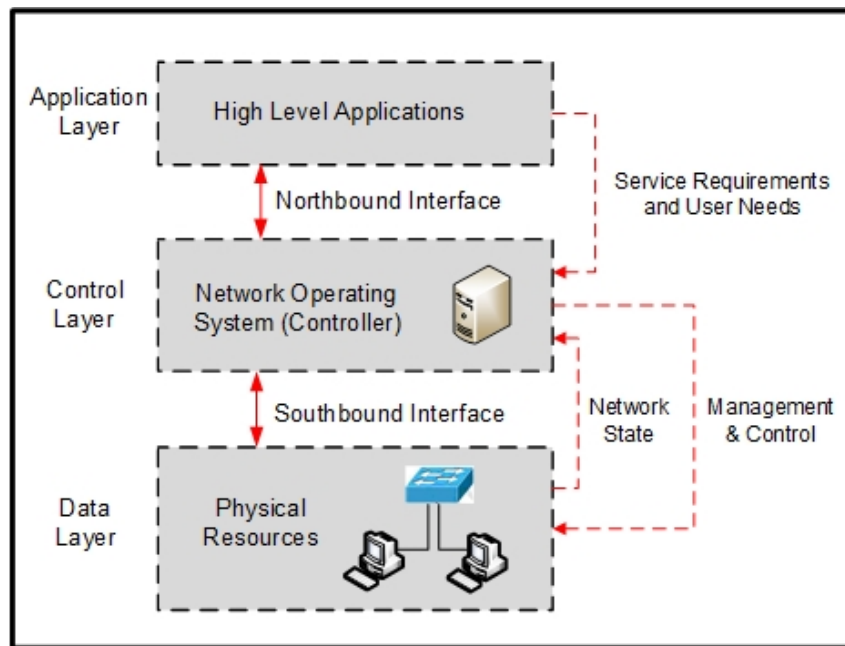 Application
Layer
High Level Applications
Service Requirements
and User Needs
Northbound Interface
Control
Layer
Network Operating
System (Controller)
Southbound Interface
Network
State
Management
& Control
Data
Layer
Physical
Resources